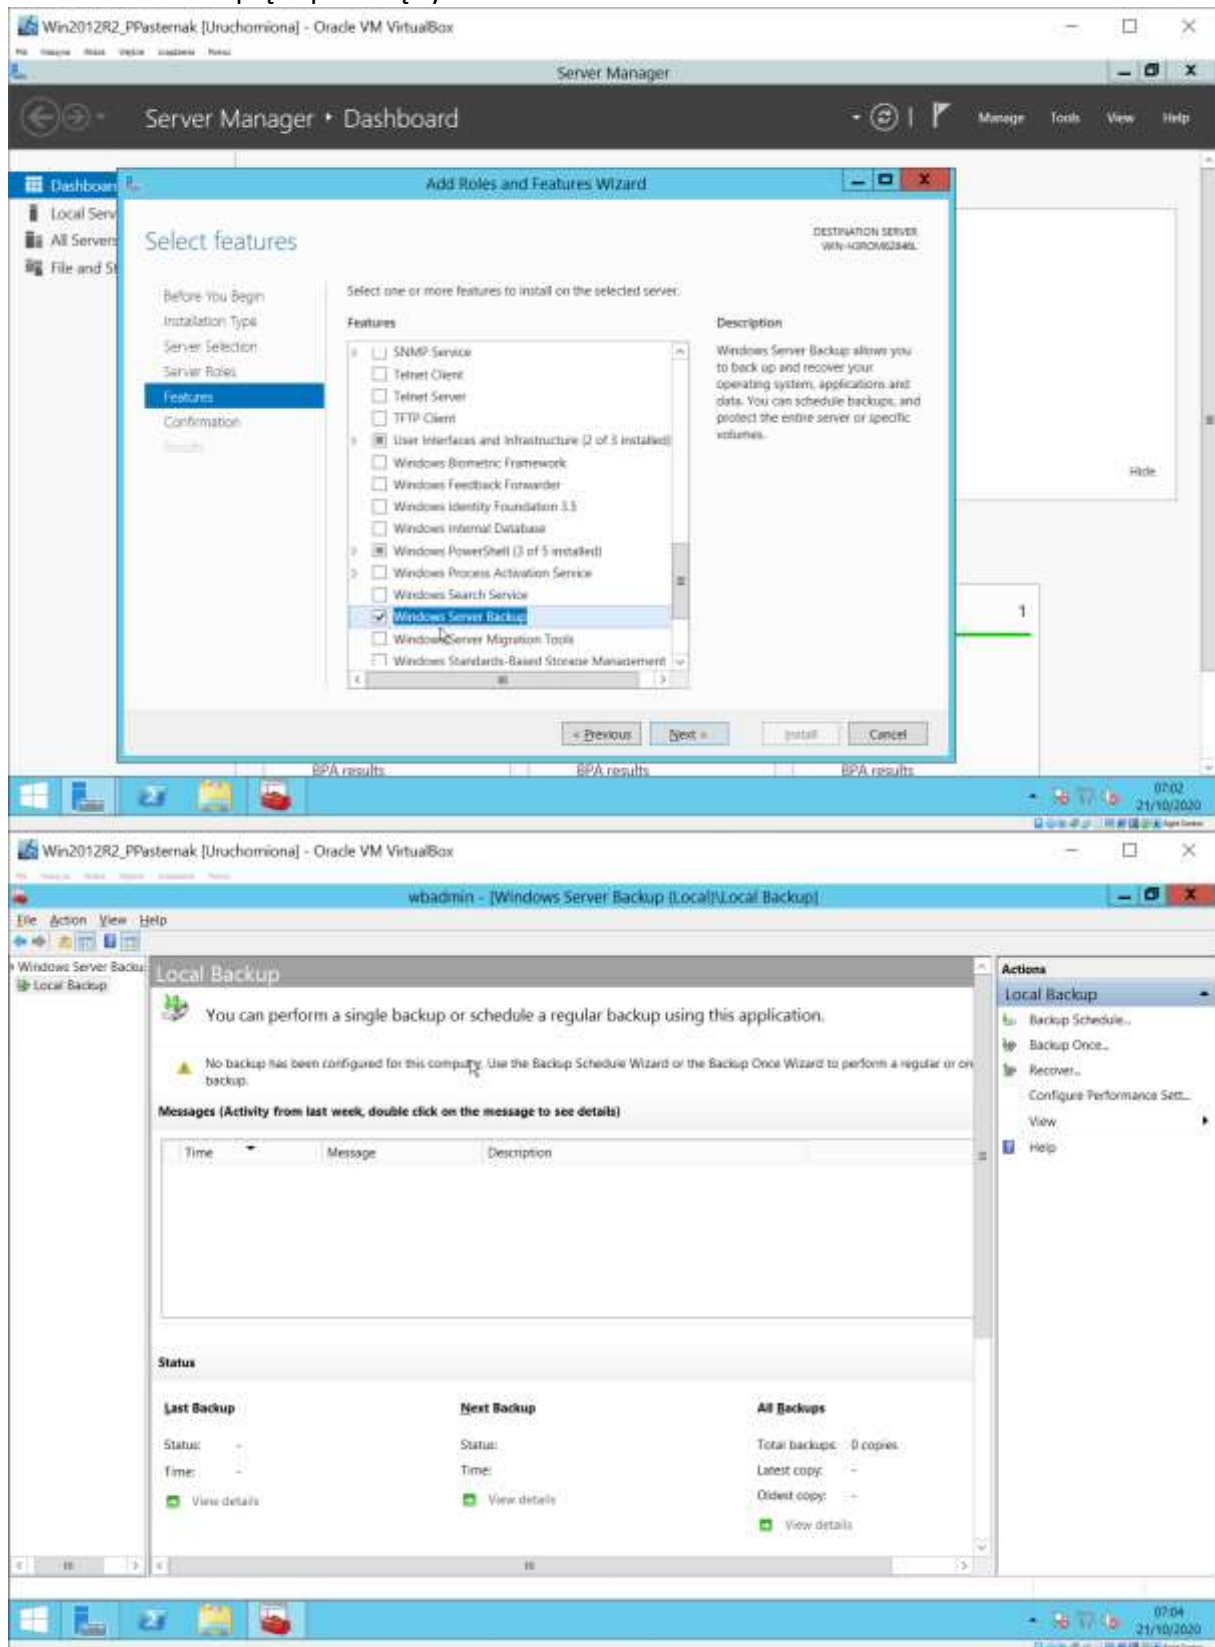 Win2012R2_PPasternak [Uruchomiona] - Oracle VM VirtualBox
Server Manager
Server Manager • Dashboard
Manage Tools View Help
Dashboar
Local Serv
All Servers
File and St
Add Roles and Features Wizard
Select features
DESTINATION SERVER
Before You Begin
Installation Type
Server Selection
Server Roles
Features
Confirmation
Results
Select one or more features to install on the selected server.
Features
SNMP Service
Telnet Client
Telnet Server
TFTP Client
User Interfaces and Infrastructure (2 of 3 installed)
Windows Biometric Framework
Windows Feedback Forwarder
Windows Identity Foundation 3.5
Windows Internal Database
Windows PowerShell (3 of 5 installed)
Windows Process Activation Service
Windows Search Service
Windows Server Backup
Windows Server Migration Tools
Windows Standards-Based Storage Management
Description
Windows Server Backup allows you
to back up and recover your
operating system, applications and
data. You can schedule backups, and
protect the entire server or specific
volumes.
Hide
1
< Previous Next > Install Cancel
BPA results BPA results BPA results
07:02
21/10/2020
Win2012R2_PPasternak [Uruchomiona] - Oracle VM VirtualBox
wbadmin - [Windows Server Backup (Local)\Local Backup]
File Action View Help
Windows Server Backu
Local Backup
Local Backup
You can perform a single backup or schedule a regular backup using this application.
No backup has been configured for this computer. Use the Backup Schedule Wizard or the Backup Once Wizard to perform a regular or on
backup.
Messages (Activity from last week, double click on the message to see details)
Time Message Description
Status
Last Backup
Status: -
Time: -
View details
Next Backup
Status:
Time:
View details
All Backups
Total backups: 0 copies
Latest copy: -
Oldest copy: -
View details
Actions
Local Backup
Backup Schedule...
Backup Once...
Recover...
Configure Performance Sett...
View
Help
07:04
21/10/2020